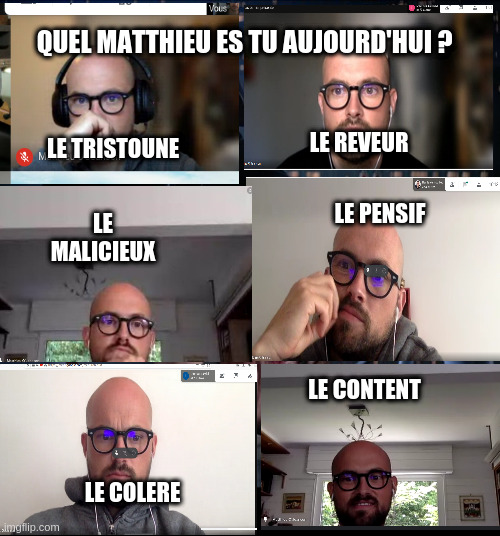 Vous
QUEL MATTHIEU ES TU AUJOURD'HUI ?
LE TRISTOUNE
LE REVEUR
LE
MALICIEUX
LE PENSIF
LE COLERE
LE CONTENT
imgflip.com